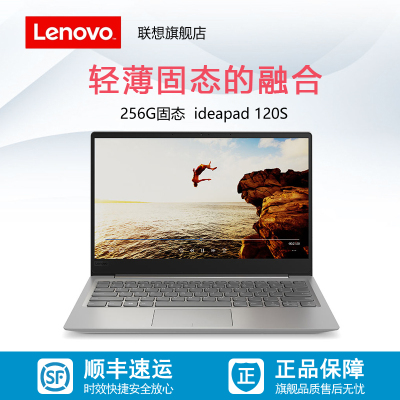 Lenovo. 联想旗舰店
轻薄固态的融合
256G固态 ideapad 120S
SF 顺丰速运
时效快捷安全放心
正 正品保障
旗舰品质售后无忧